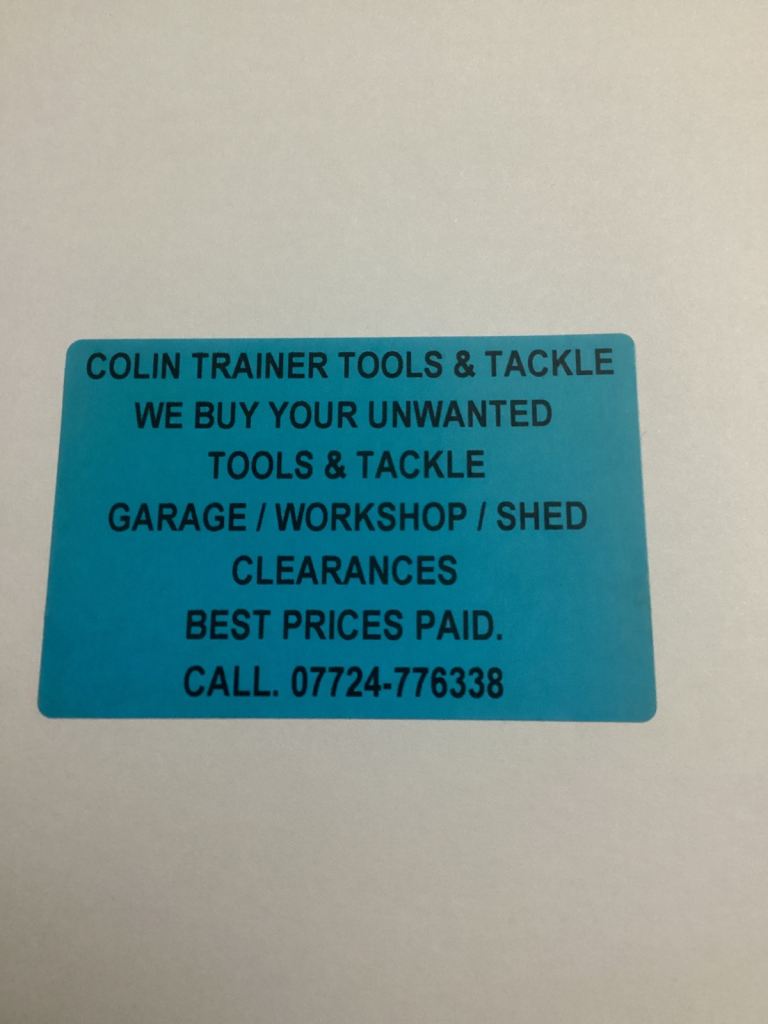 COLIN TRAINER TOOLS & TACKLE
WE BUY YOUR UNWANTED
TOOLS & TACKLE
GARAGE / WORKSHOP / SHED
CLEARANCES
BEST PRICES PAID.
CALL. 07724-776338